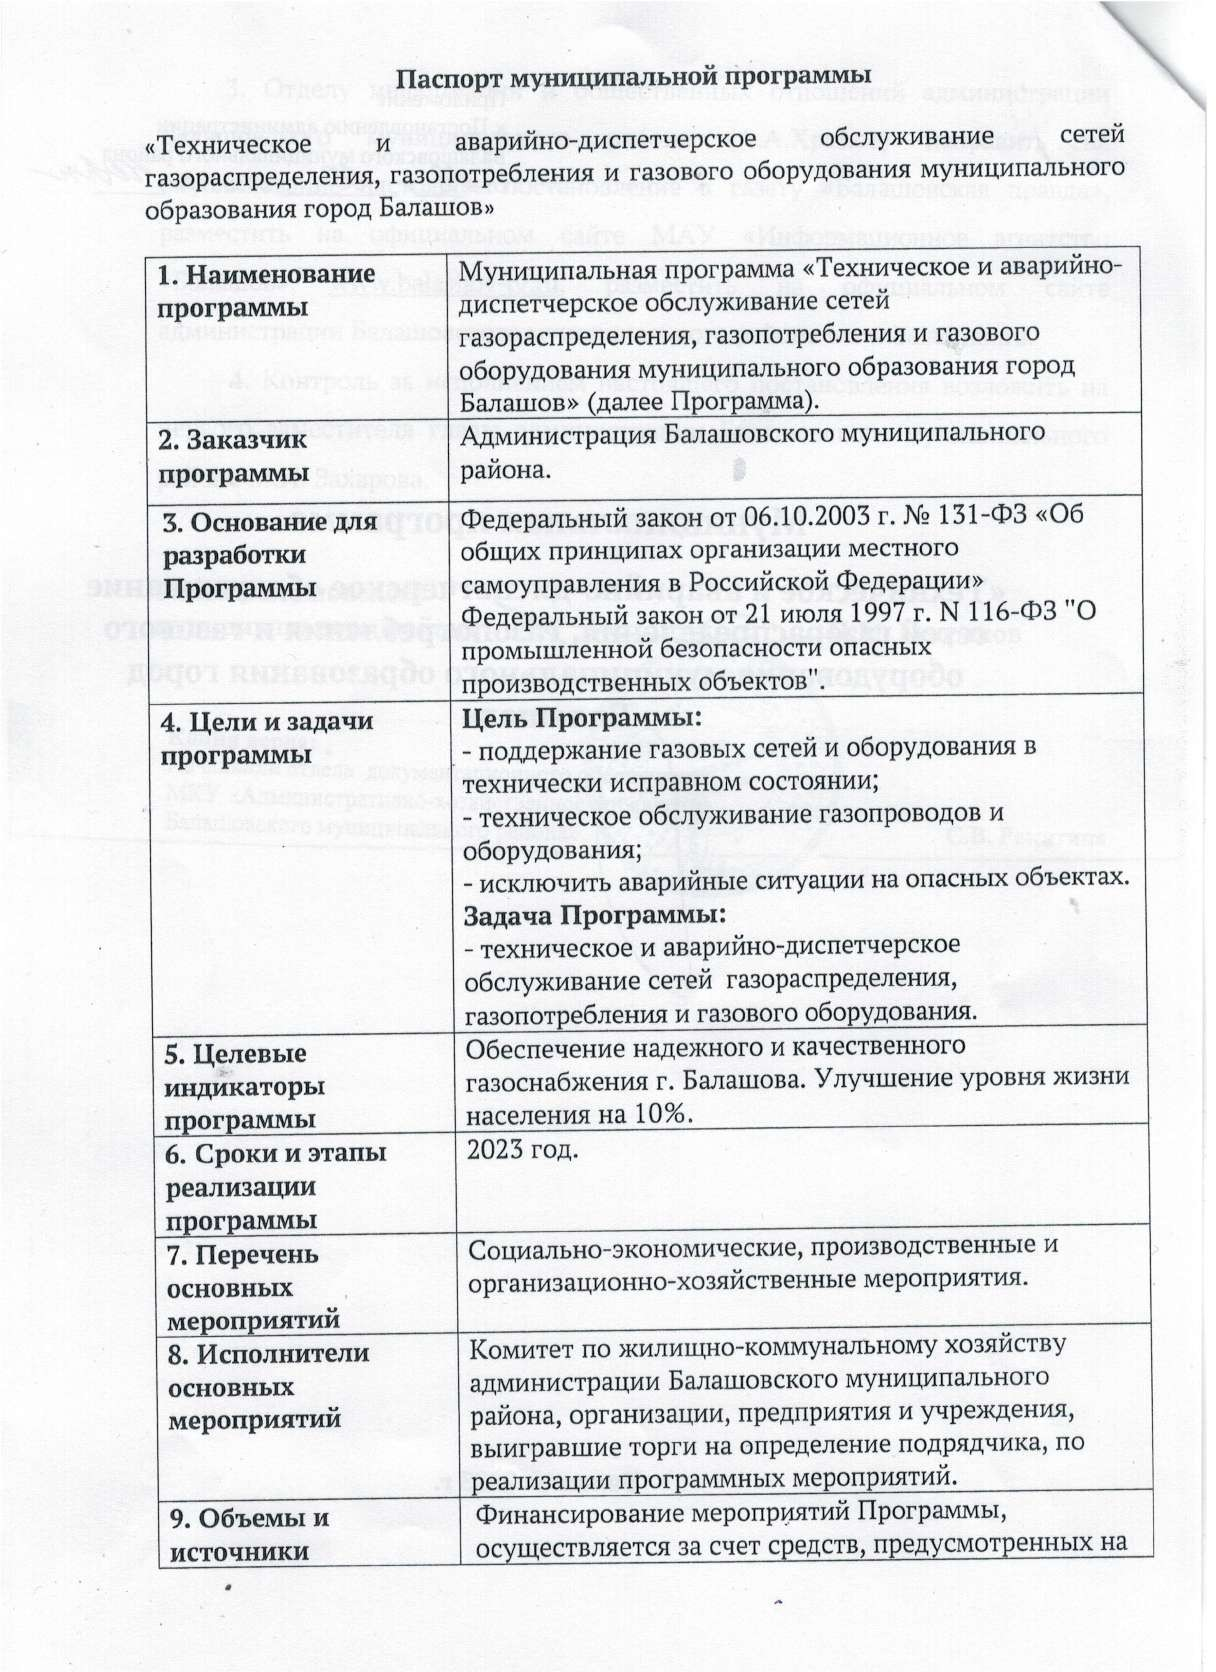 Паспорт муниципальной программы
«Техническое и аварийно-диспетчерское обслуживание сетей
газораспределения, газопотребления и газового оборудования муниципального
образования город Балашов»
1. Наименование
программы
Муниципальная программа «Техническое и аварийно-
диспетчерское обслуживание сетей
газораспределения, газопотребления и газового
оборудования муниципального образования город
Балашов» (далее Программа).
2. Заказчик
программы
Администрация Балашовского муниципального
района.
3. Основание для
разработки
Программы
Федеральный закон от 06.10.2003 г. № 131-ФЗ «Об
общих принципах организации местного
самоуправления в Российской Федерации»
Федеральный закон от 21 июля 1997 г. N 116-ФЗ "О
промышленной безопасности опасных
производственных объектов".
4. Цели и задачи
программы
Цель Программы:
- поддержание газовых сетей и оборудования в
технически исправном состоянии;
- техническое обслуживание газопроводов и
оборудования;
- исключить аварийные ситуации на опасных объектах.
Задача Программы:
- техническое и аварийно-диспетчерское
обслуживание сетей газораспределения,
газопотребления и газового оборудования.
5. Целевые
индикаторы
программы
Обеспечение надежного и качественного
газоснабжения г. Балашова. Улучшение уровня жизни
населения на 10%.
6. Сроки и этапы
реализации
программы
2023 год.
7. Перечень
основных
мероприятий
Социально-экономические, производственные и
организационно-хозяйственные мероприятия.
8. Исполнители
основных
мероприятий
Комитет по жилищно-коммунальному хозяйству
администрации Балашовского муниципального
района, организации, предприятия и учреждения,
выигравшие торги на определение подрядчика, по
реализации программных мероприятий.
9. Объемы и
источники
Финансирование мероприятий Программы,
осуществляется за счет средств, предусмотренных на